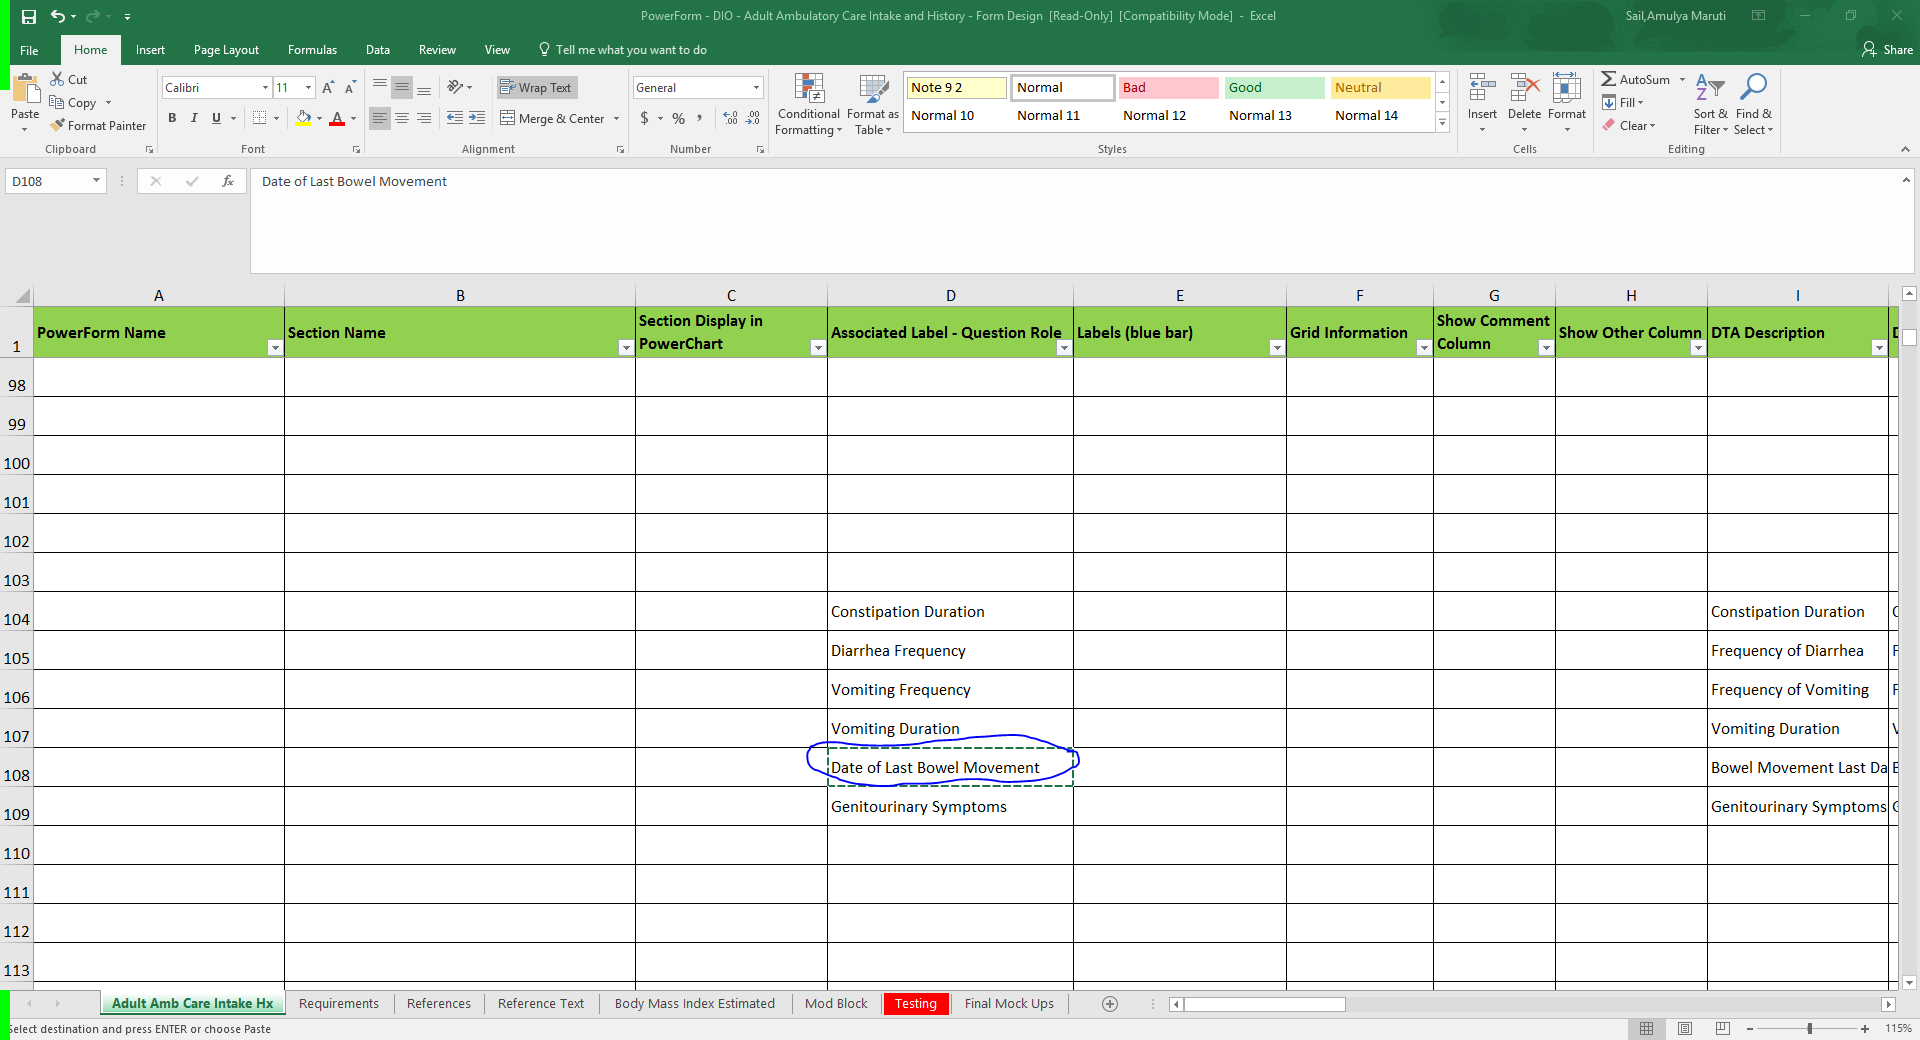 PowerForm - DIO - Adult Ambulatory Care Intake and History - Form Design [Read-Only] [Compatibility Mode] - Excel
Sail,Amulya Maruti
File Home Insert Page Layout Formulas Data Review View Tell me what you want to do Share
Paste
Cut
Copy
Format Painter
Clipboard
Calibri 11
B I U
Font
Wrap Text
Merge & Center
Alignment
General
$ % ,
Number
Conditional Formatting
Format as Table
Note 9 2 Normal Bad Good Neutral
Normal 10 Normal 11 Normal 12 Normal 13 Normal 14
Styles
Insert Delete Format
Cells
AutoSum
Fill
Clear
Sort & Filter
Find & Select
Editing
D108
fx
Date of Last Bowel Movement
A B C D E F G H I
1 PowerForm Name Section Name Section Display in PowerChart Associated Label - Question Role Labels (blue bar) Grid Information Show Comment Column Show Other Column DTA Description
98
99
100
101
102
103
104 Constipation Duration Constipation Duration
105 Diarrhea Frequency Frequency of Diarrhea
106 Vomiting Frequency Frequency of Vomiting
107 Vomiting Duration Vomiting Duration
108 Date of Last Bowel Movement Bowel Movement Last Da
109 Genitourinary Symptoms Genitourinary Symptoms
110
111
112
113
Adult Amb Care Intake Hx Requirements References Reference Text Body Mass Index Estimated Mod Block Testing Final Mock Ups
Select destination and press ENTER or choose Paste
115%